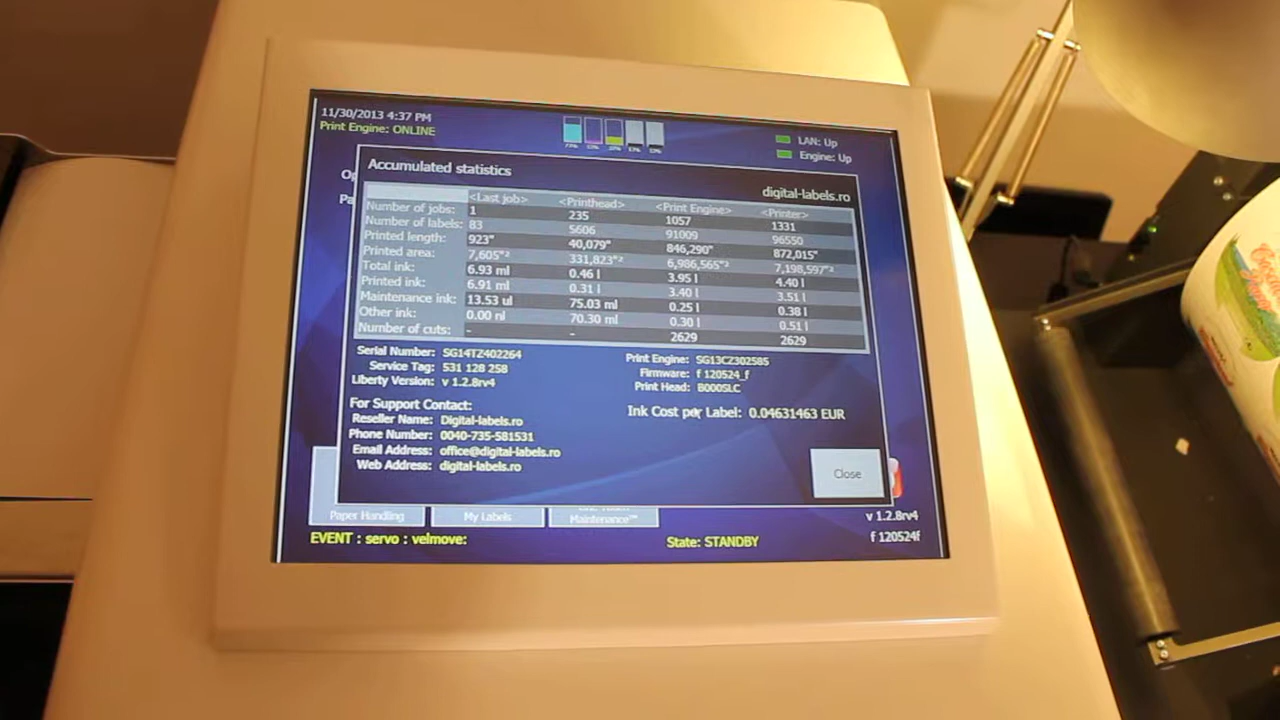 11/30/2013 4:37 PM
Print Engine: ONLINE
LAN: Up
Engine: Up
Accumulated statistics
digital-labels.ro
<Last job> <Printhead> <Print Engine> <Printer>
Number of jobs: 1 235 1057 1331
Number of labels: 83 5606 91009 96550
Printed length: 923" 40,079" 846,290" 872,015"
Printed area: 7,605"² 331,823"² 6,986,565"² 7,198,597"²
Total ink: 6.93 ml 0.46 l 3.95 l 4.40 l
Printed ink: 6.91 ml 0.31 l 3.40 l 3.51 l
Maintenance ink: 13.53 ul 75.03 ml 0.25 l 0.38 l
Other ink: 0.00 nl 70.30 ml 0.30 l 0.51 l
Number of cuts: - - 2629 2629
Serial Number: SG14TZ402264
Service Tag: 531 128 258
Liberty Version: v 1.2.8rv4
Print Engine: SG13CZ30258S
Firmware: f 120524_f
Print Head: B000SLC
Ink Cost per Label: 0.04631463 EUR
For Support Contact:
Reseller Name: Digital-labels.ro
Phone Number: 0040-735-581531
Email Address: office@digital-labels.ro
Web Address: digital-labels.ro
Close
Paper Handling
My Labels
Maintenance™
v 1.2.8rv4
EVENT : servo : velmove:
State: STANDBY
f 120524f